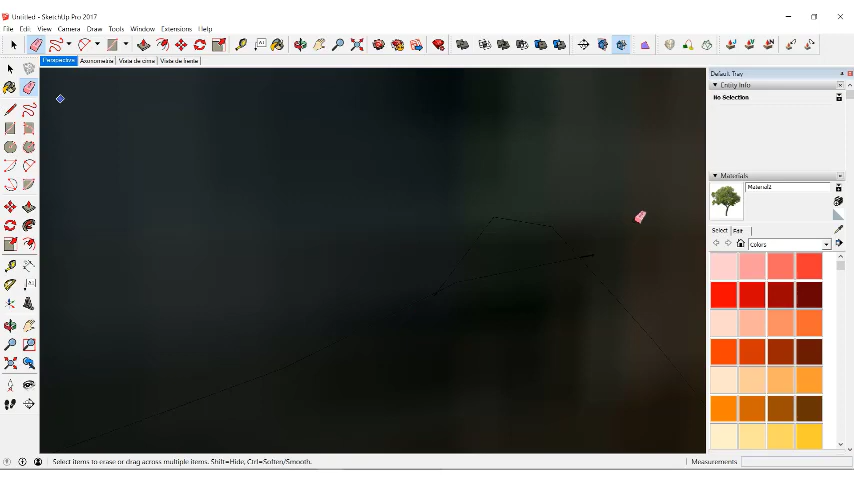 Untitled - SketchUp Pro 2017
File Edit View Camera Draw Tools Window Extensions Help
Perspectiva Axonometria Vista de cima Vista de frente
Default Tray
Entity Info
No Selection
Materials
Material2
Select Edit
Colors
Select items to erase or drag across multiple items. Shift=Hide, Ctrl=Soften/Smooth.
Measurements